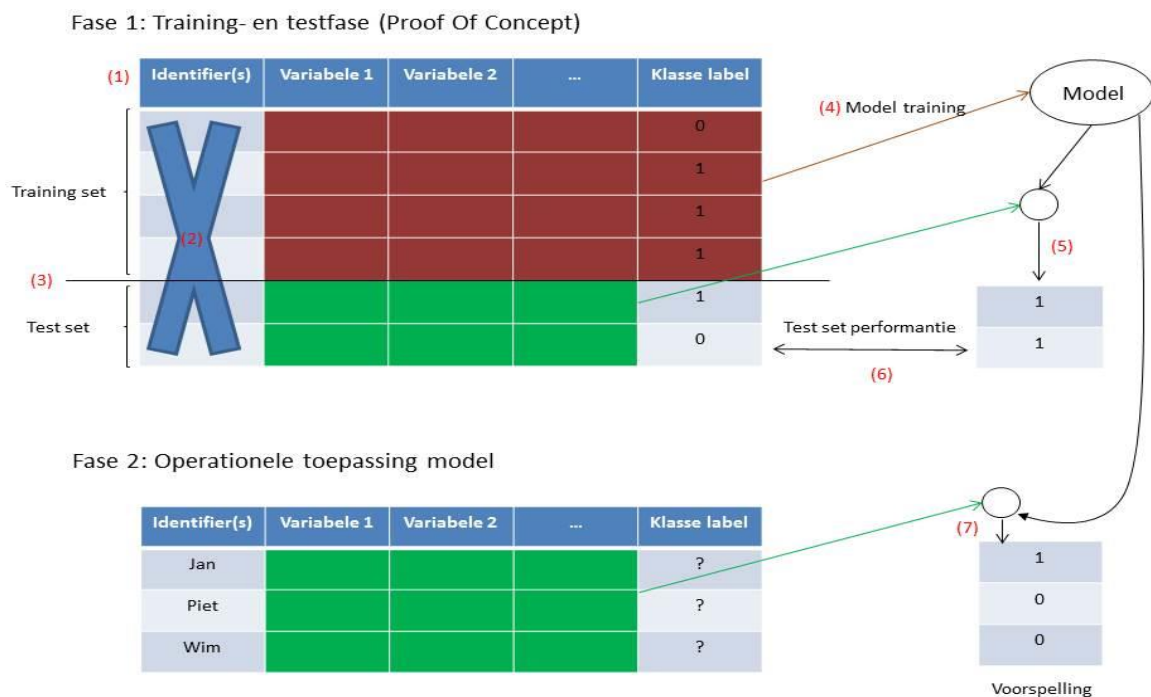 Fase 1: Training- en testfase (Proof Of Concept)
(1) Identifier(s) Variabele 1 Variabele 2 ... Klasse label
(4) Model training
Model
0
1
Training set
1
(2)
1
(5)
(3)
1
1
Test set
0
Test set performantie
1
(6)
Fase 2: Operationele toepassing model
Identifier(s) Variabele 1 Variabele 2 ... Klasse label
(7)
Jan ? 1
Piet ? 0
Wim ? 0
Voorspelling